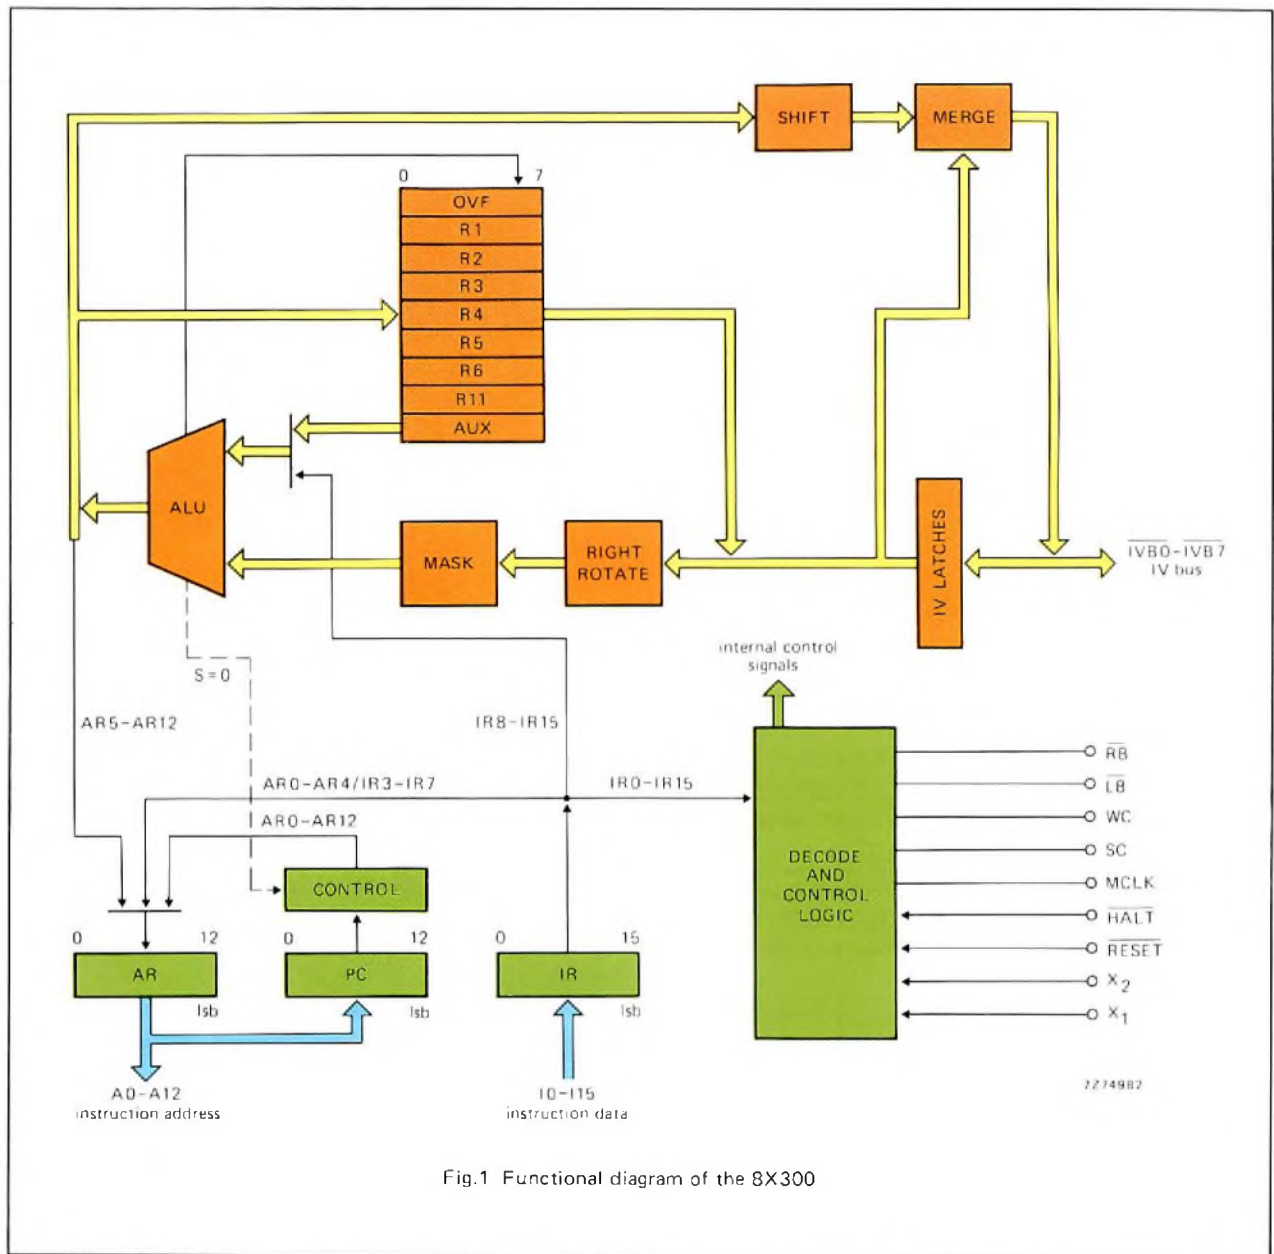 SHIFT
MERGE
0 7
OVF
R1
R2
R3
R4
R5
R6
R11
AUX
ALU
MASK
RIGHT
ROTATE
IV LATCHES
IVB0-IVB7
IV bus
S=0
internal control
signals
AR5-AR12
IR8-IR15
AR0-AR4/IR3-IR7
IR0-IR15
AR0-AR12
CONTROL
DECODE
AND
CONTROL
LOGIC
RB
LB
WC
SC
MCLK
HALT
RESET
X2
X1
0 12
AR
lsb
0 12
PC
lsb
0 15
IR
lsb
A0-A12
instruction address
I0-I15
instruction data
7Z74982
Fig.1 Functional diagram of the 8X300